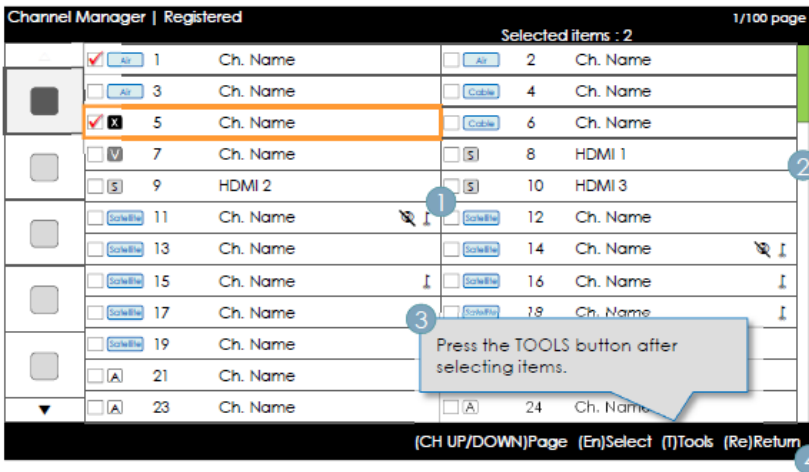 Channel Manager | Registered
1/100 page
Selected items : 2
Air 1 Ch. Name Air 2 Ch. Name
Air 3 Ch. Name Cable 4 Ch. Name
X 5 Ch. Name Cable 6 Ch. Name
V 7 Ch. Name S 8 HDMI 1
2
S 9 HDMI 2 S 10 HDMI 3
1
Satellite 11 Ch. Name Satellite 12 Ch. Name
Satellite 13 Ch. Name Satellite 14 Ch. Name
Satellite 15 Ch. Name Satellite 16 Ch. Name
Satellite 17 Ch. Name Satellite 18 Ch. Name
3
Satellite 19 Ch. Name
Press the TOOLS button after
selecting items.
A 21 Ch. Name
A 23 Ch. Name A 24 Ch. Name
(CH UP/DOWN)Page (En)Select (T)Tools (Re)Return
4